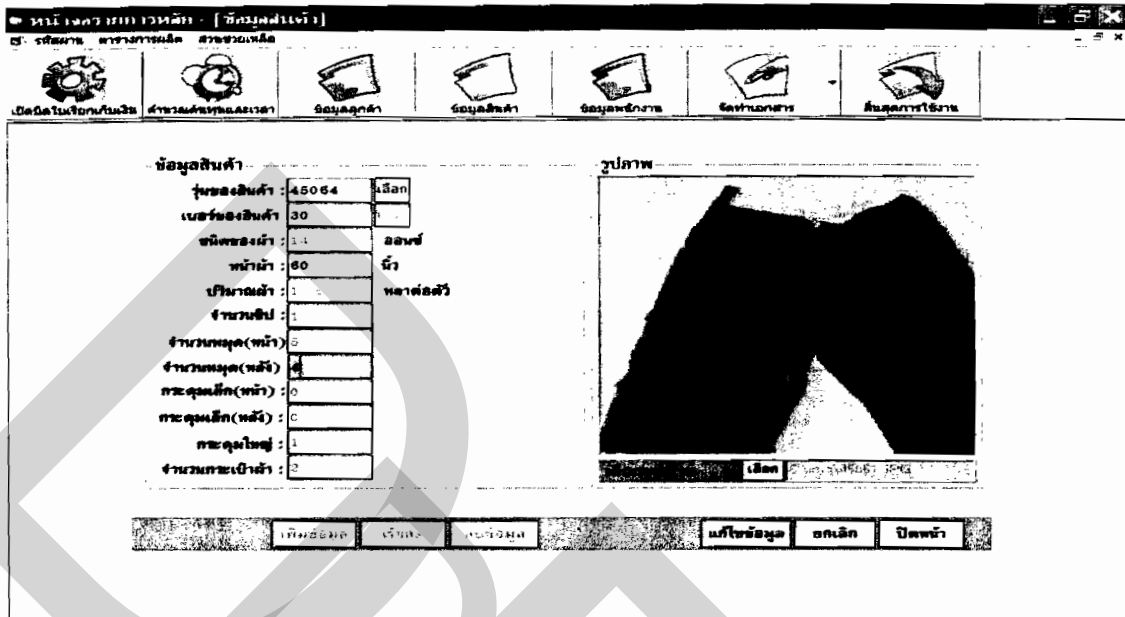 หน้าจอรายการหลัก - [ข้อมูลสินค้า]
รหัสผ่าน ตารางการผลิต ส่วนช่วยเหลือ
เปิดบิลใบเรียกเก็บเงิน คำนวณต้นทุนและเวลา ข้อมูลลูกค้า ข้อมูลสินค้า ข้อมูลพนักงาน จัดทำเอกสาร สิ้นสุดการใช้งาน
ข้อมูลสินค้า
รุ่นของสินค้า : 45064 เลือก
เบอร์ของสินค้า 30
ชนิดของผ้า : 14 ออนซ์
หน้าผ้า : 60 นิ้ว
ปริมาณผ้า : 1 หลาต่อตัว
จำนวนซิป : 1
จำนวนหมุด(หน้า) 6
จำนวนหมุด(หลัง)
กระดุมเล็ก(หน้า) : 0
กระดุมเล็ก(หลัง) : 0
กระดุมใหญ่ : 1
จำนวนกระเป๋าผ้า : 2
รูปภาพ
เลือก
เพิ่มข้อมูล ลบข้อมูล แก้ไขข้อมูล ยกเลิก ปิดหน้า